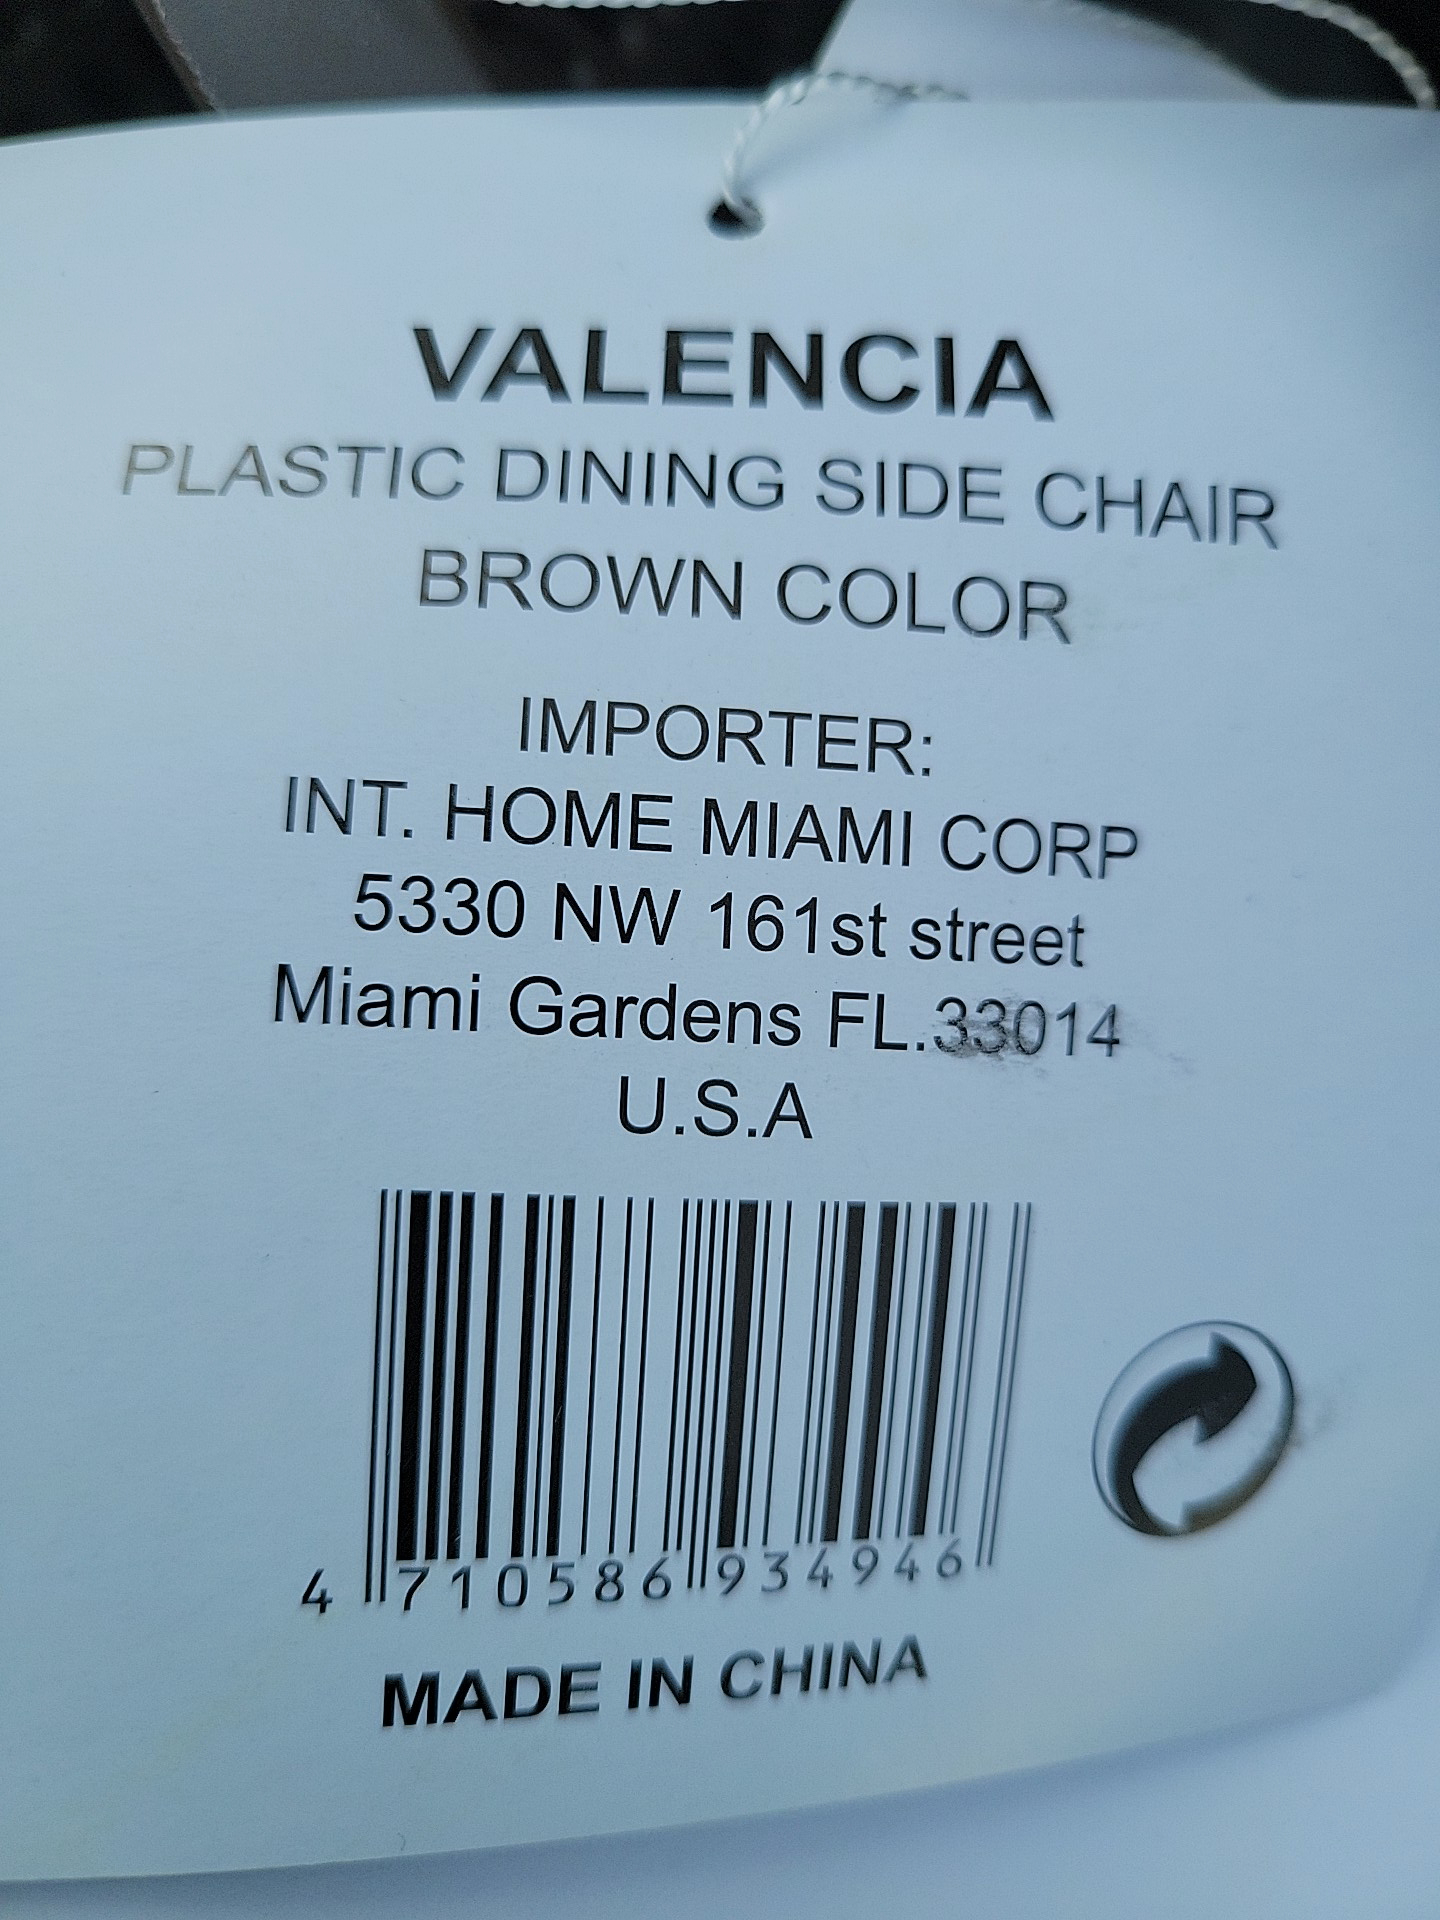 VALENCIA
PLASTIC DINING SIDE CHAIR
BROWN COLOR
IMPORTER:
INT. HOME MIAMI CORP
5330 NW 161st street
Miami Gardens FL.33014
U.S.A
4 710586 934946
MADE IN CHINA